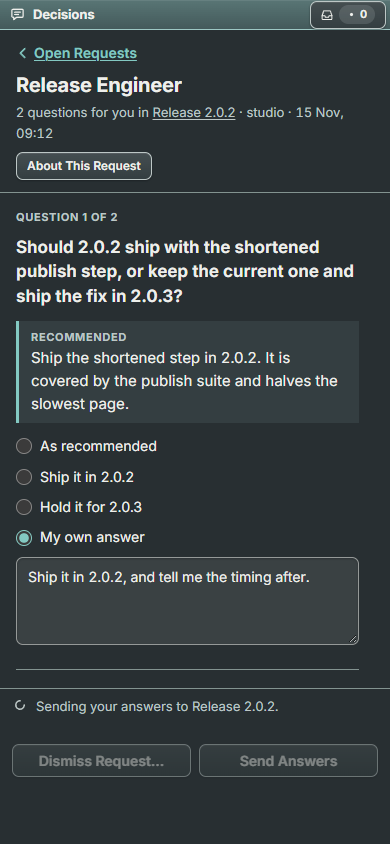 Decisions
0
Open Requests
Release Engineer
2 questions for you in Release 2.0.2 · studio · 15 Nov,
09:12
About This Request
QUESTION 1 OF 2
Should 2.0.2 ship with the shortened
publish step, or keep the current one and
ship the fix in 2.0.3?
RECOMMENDED
Ship the shortened step in 2.0.2. It is
covered by the publish suite and halves the
slowest page.
As recommended
Ship it in 2.0.2
Hold it for 2.0.3
My own answer
Ship it in 2.0.2, and tell me the timing after.
Sending your answers to Release 2.0.2.
Dismiss Request...
Send Answers